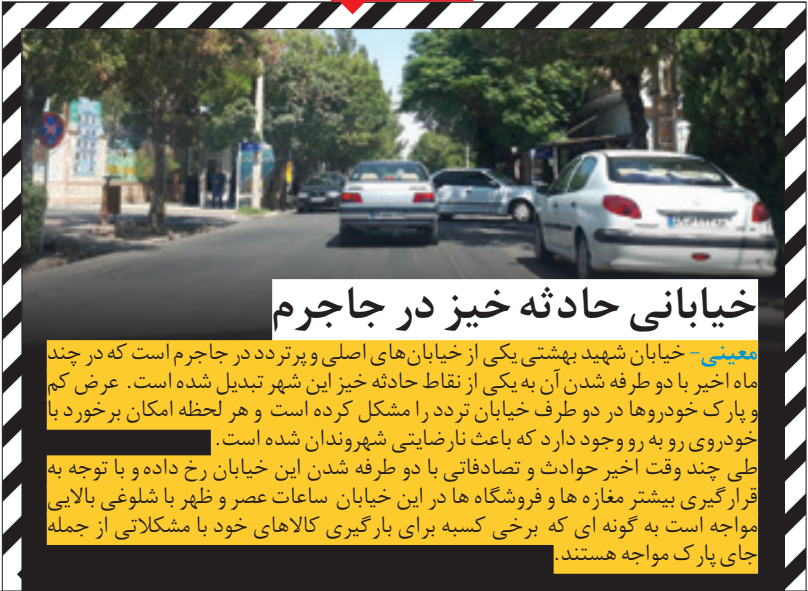 خیابانی حادثه خیز در جاجرم
معینی- خیابان شهید بهشتی یکی از خیابان‌های اصلی و پرتردد در جاجرم است که در چند
ماه اخیر با دو طرفه شدن آن به یکی از نقاط حادثه خیز این شهر تبدیل شده است. عرض کم
و پارک خودروها در دو طرف خیابان تردد را مشکل کرده است و هر لحظه امکان برخورد با
خودروی رو به رو وجود دارد که باعث نارضایتی شهروندان شده است.
طی چند وقت اخیر حوادث و تصادفاتی با دو طرفه شدن این خیابان رخ داده و با توجه به
قرار گیری بیشتر مغازه ها و فروشگاه ها در این خیابان ساعات عصر و ظهر با شلوغی بالایی
مواجه است به گونه ای که برخی کسبه برای بارگیری کالاهای خود با مشکلاتی از جمله
جای پارک مواجه هستند.